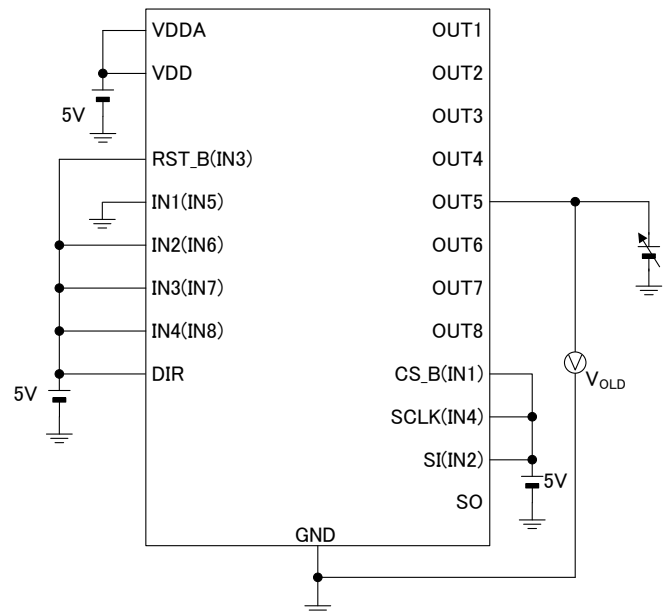 VDDA
VDD
5V
RST_B(IN3)
IN1(IN5)
IN2(IN6)
IN3(IN7)
IN4(IN8)
DIR
5V
OUT1
OUT2
OUT3
OUT4
OUT5
OUT6
OUT7
OUT8
CS_B(IN1)
SCLK(IN4)
SI(IN2)
SO
5V
V
VOLD
GND